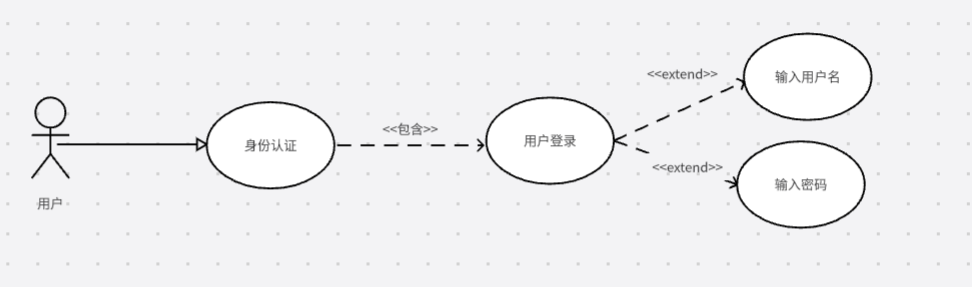 用户
身份认证
<<包含>>
用户登录
<<extend>>
输入用户名
<<extend>>
输入密码